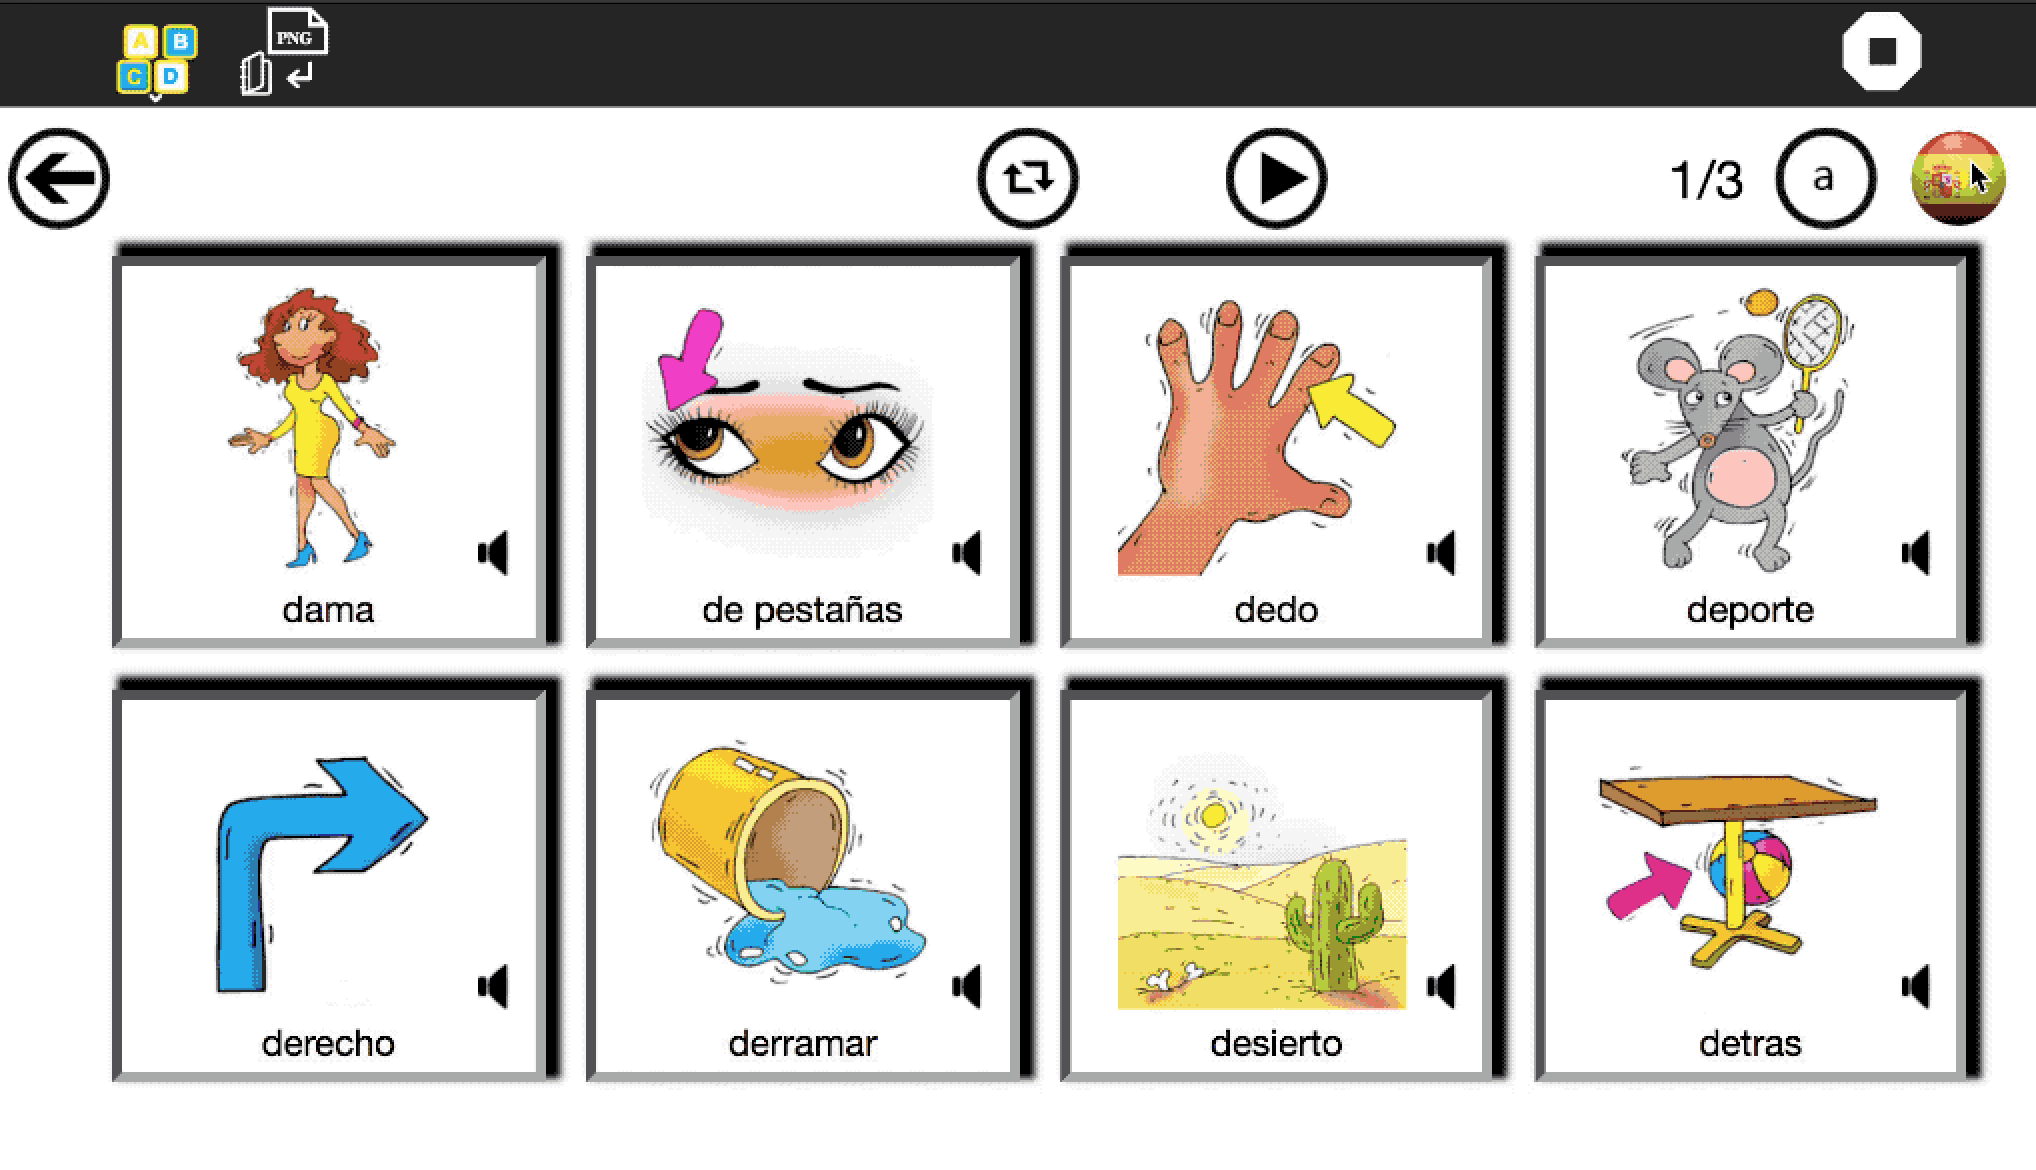 A B
C D
PNG
1/3
a
dama
de pestañas
dedo
deporte
derecho
derramar
desierto
detras